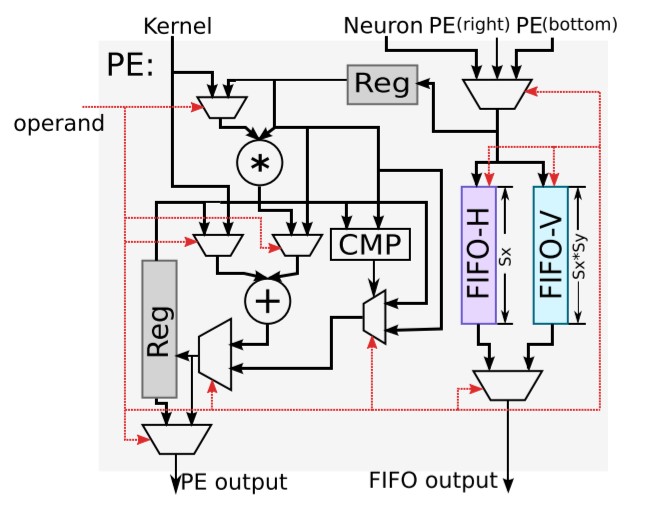 Kernel
Neuron PE(right) PE(bottom)
PE:
Reg
operand
*
CMP
FIFO-H
Sx
FIFO-V
Sx*Sy
+
Reg
PE output
FIFO output